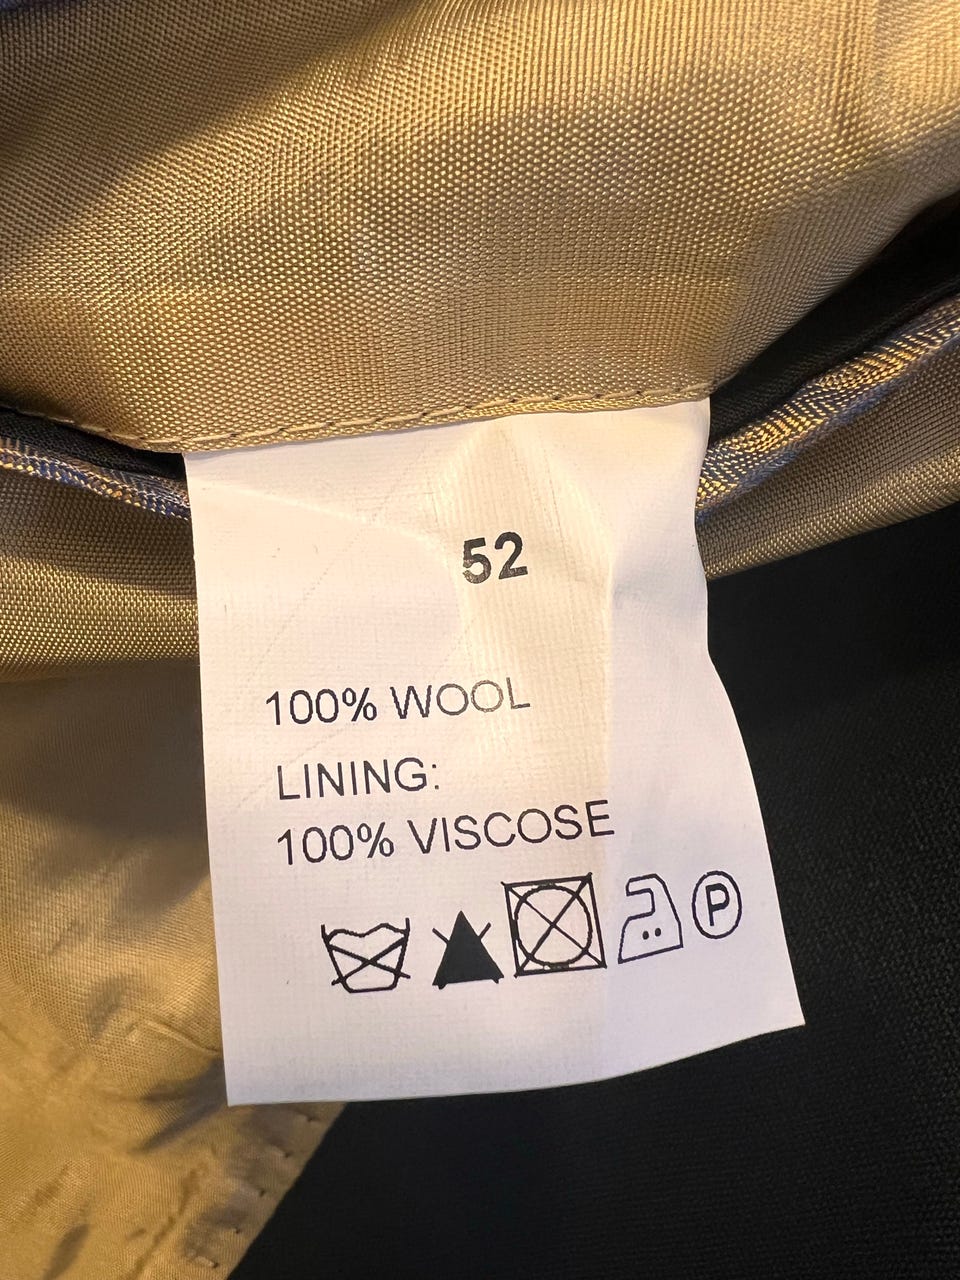 52
100% WOOL
LINING:
100% VISCOSE
P